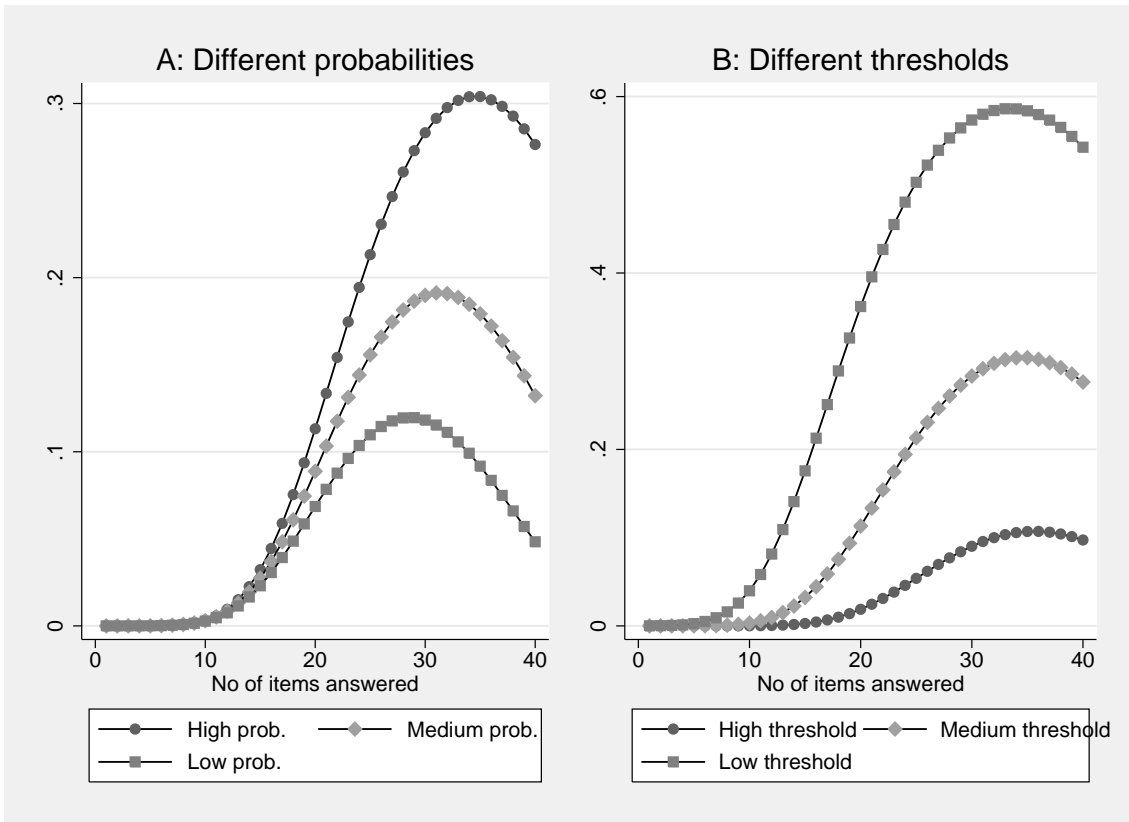 A: Different probabilities
.3
.2
.1
0
0 10 20 30 40
No of items answered
High prob. Medium prob.
Low prob.
B: Different thresholds
.6
.4
.2
0
0 10 20 30 40
No of items answered
High threshold Medium threshold
Low threshold